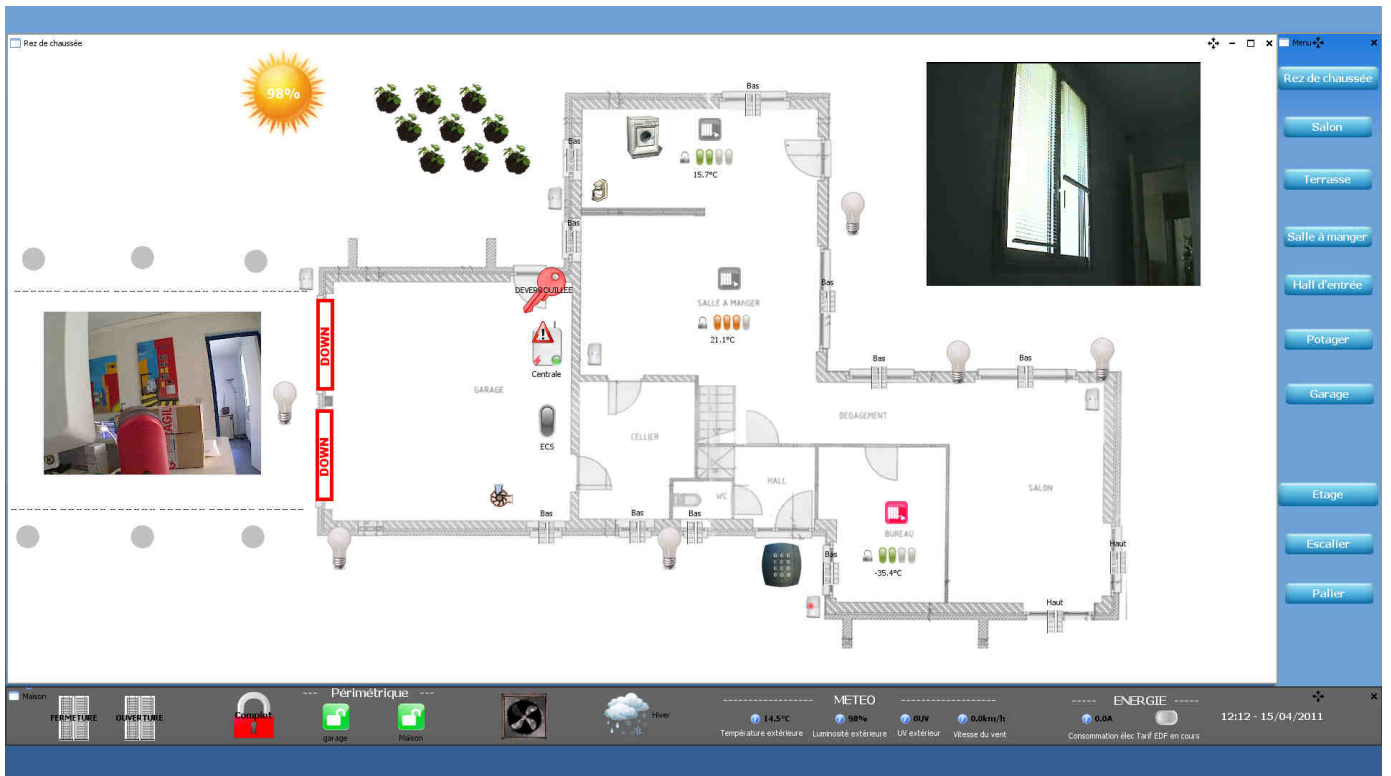 Rez de chaussée
98%
Bas
Bas
15.7°C
Bas
Bas
DEVERROUILLEE
SALLE A MANGER
21.1°C
DOWN
Centrale
GARAGE
Bas
Bas
DEGAGEMENT
ECS
CELLIER
DOWN
HALL
SALON
WC
Bas
Bas
Bas
BUREAU
Bas
-35.4°C
Haut
Haut
Menu
Rez de chaussée
Salon
Terrasse
Salle à manger
Hall d'entrée
Potager
Garage
Etage
Escalier
Palier
Maison
FERMETURE
OUVERTURE
Complet
--- Périmétrique ---
garage
Maison
Hiver
METEO
14.5°C
98%
0UV
0.0km/h
Température extérieure
Luminosité extérieure
UV extérieur
Vitesse du vent
----- ENERGIE -----
0.0A
Consommation élec
Tarif EDF en cours
12:12 - 15/04/2011